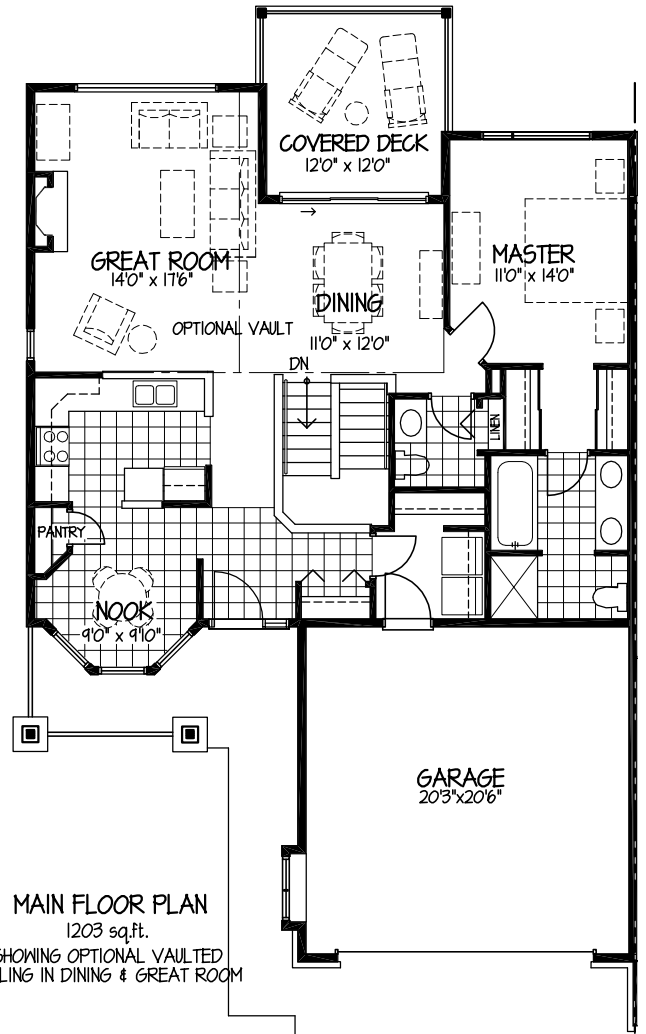 COVERED DECK
12'0" x 12'0"
GREAT ROOM
14'0" x 17'6"
MASTER
11'0" x 14'0"
DINING
11'0" x 12'0"
OPTIONAL VAULT
DN
LINEN
PANTRY
NOOK
9'0" x 9'10"
GARAGE
20'3"x20'6"
MAIN FLOOR PLAN
1203 sq.ft.
SHOWING OPTIONAL VAULTED
LING IN DINING & GREAT ROOM